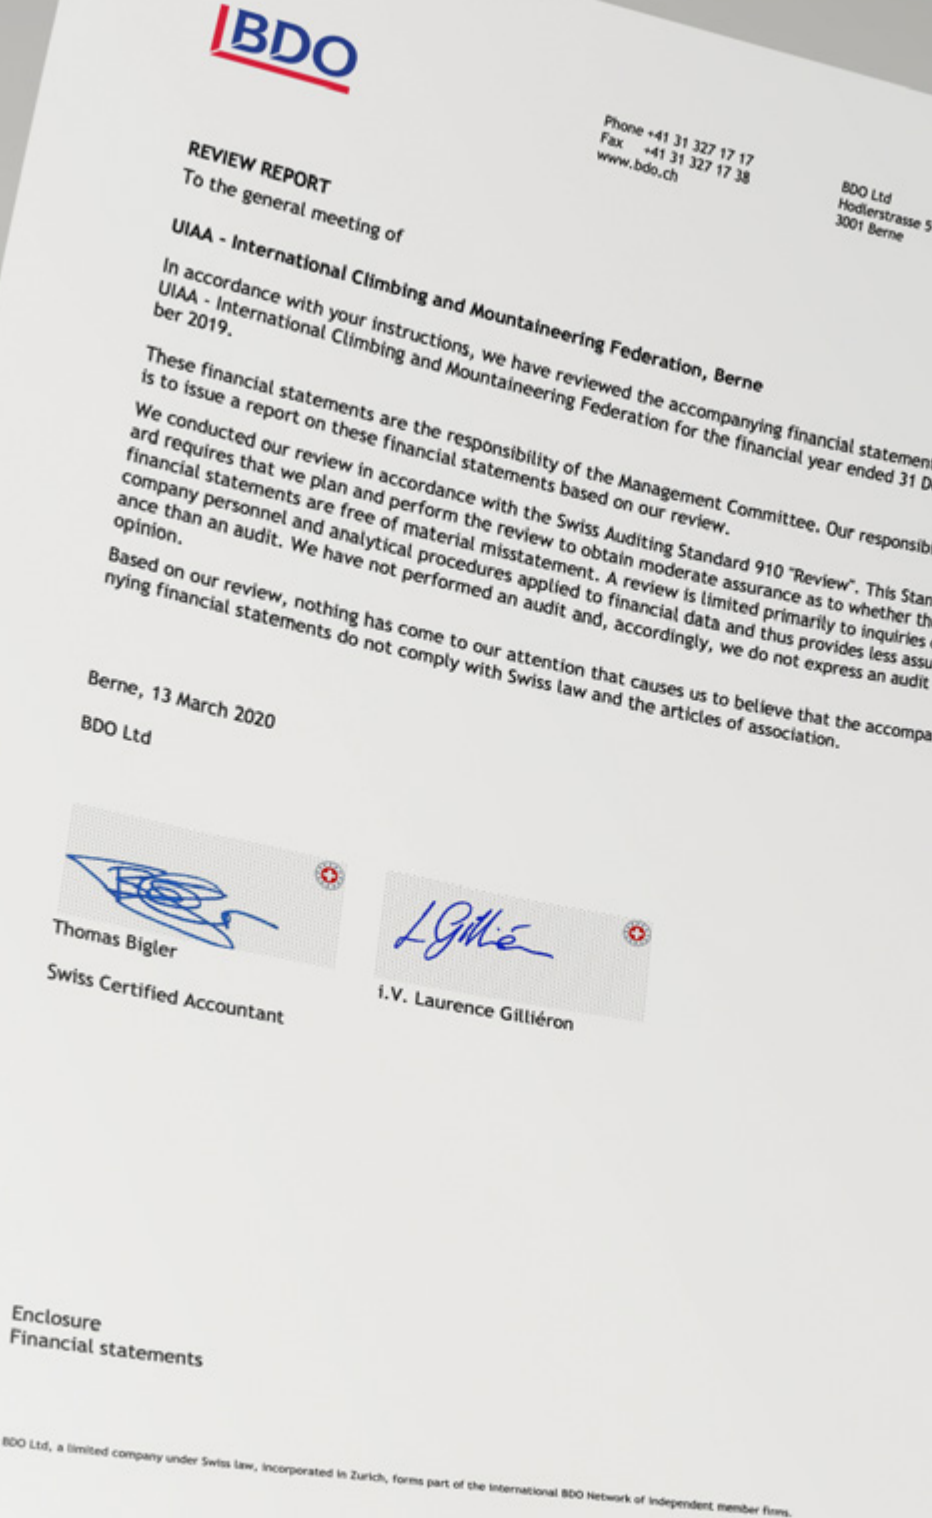 BDO
Phone +41 31 327 17 17
Fax +41 31 327 17 38
www.bdo.ch
BDO Ltd
Hodlerstrasse 5
3001 Berne
REVIEW REPORT
To the general meeting of
UIAA - International Climbing and Mountaineering Federation, Berne
In accordance with your instructions, we have reviewed the accompanying financial statement
UIAA - International Climbing and Mountaineering Federation for the financial year ended 31 D
ber 2019.
These financial statements are the responsibility of the Management Committee. Our responsib
is to issue a report on these financial statements based on our review.
We conducted our review in accordance with the Swiss Auditing Standard 910 "Review". This Stan
ard requires that we plan and perform the review to obtain moderate assurance as to whether th
financial statements are free of material misstatement. A review is limited primarily to inquiries
company personnel and analytical procedures applied to financial data and thus provides less assu
ance than an audit. We have not performed an audit and, accordingly, we do not express an audit
opinion.
Based on our review, nothing has come to our attention that causes us to believe that the accompa
nying financial statements do not comply with Swiss law and the articles of association.
Berne, 13 March 2020
BDO Ltd
L Gilliéron
Thomas Bigler
Swiss Certified Accountant
i.V. Laurence Gilliéron
Enclosure
Financial statements
BDO Ltd, a limited company under Swiss law, incorporated in Zurich, forms part of the international BDO Network of independent member firms.